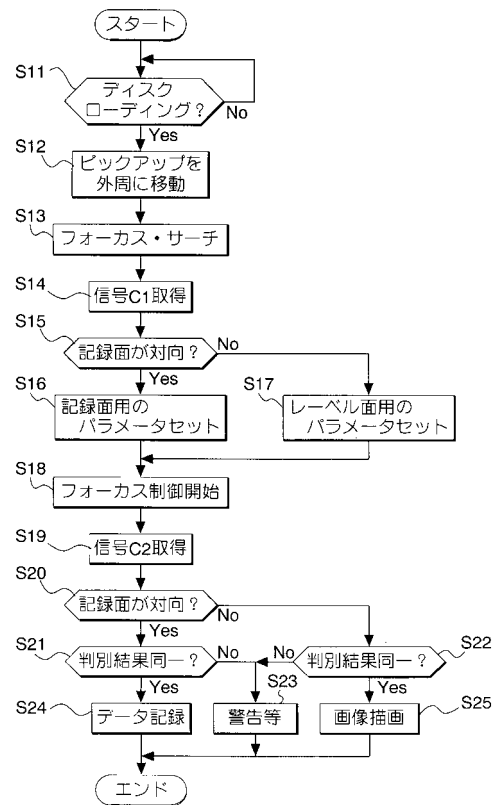 スタート
S11
ディスク
ローディング？
No
Yes
S12
ピックアップを
外周に移動
S13
フォーカス・サーチ
S14
信号C1取得
S15
記録面が対向？
No
Yes
S16
記録面用の
パラメータセット
S17
レーベル面用の
パラメータセット
S18
フォーカス制御開始
S19
信号C2取得
S20
記録面が対向？
No
Yes
S21
判別結果同一？
No
Yes
No
判別結果同一？
S22
Yes
S23
S24
データ記録
警告等
画像描画
S25
エンド